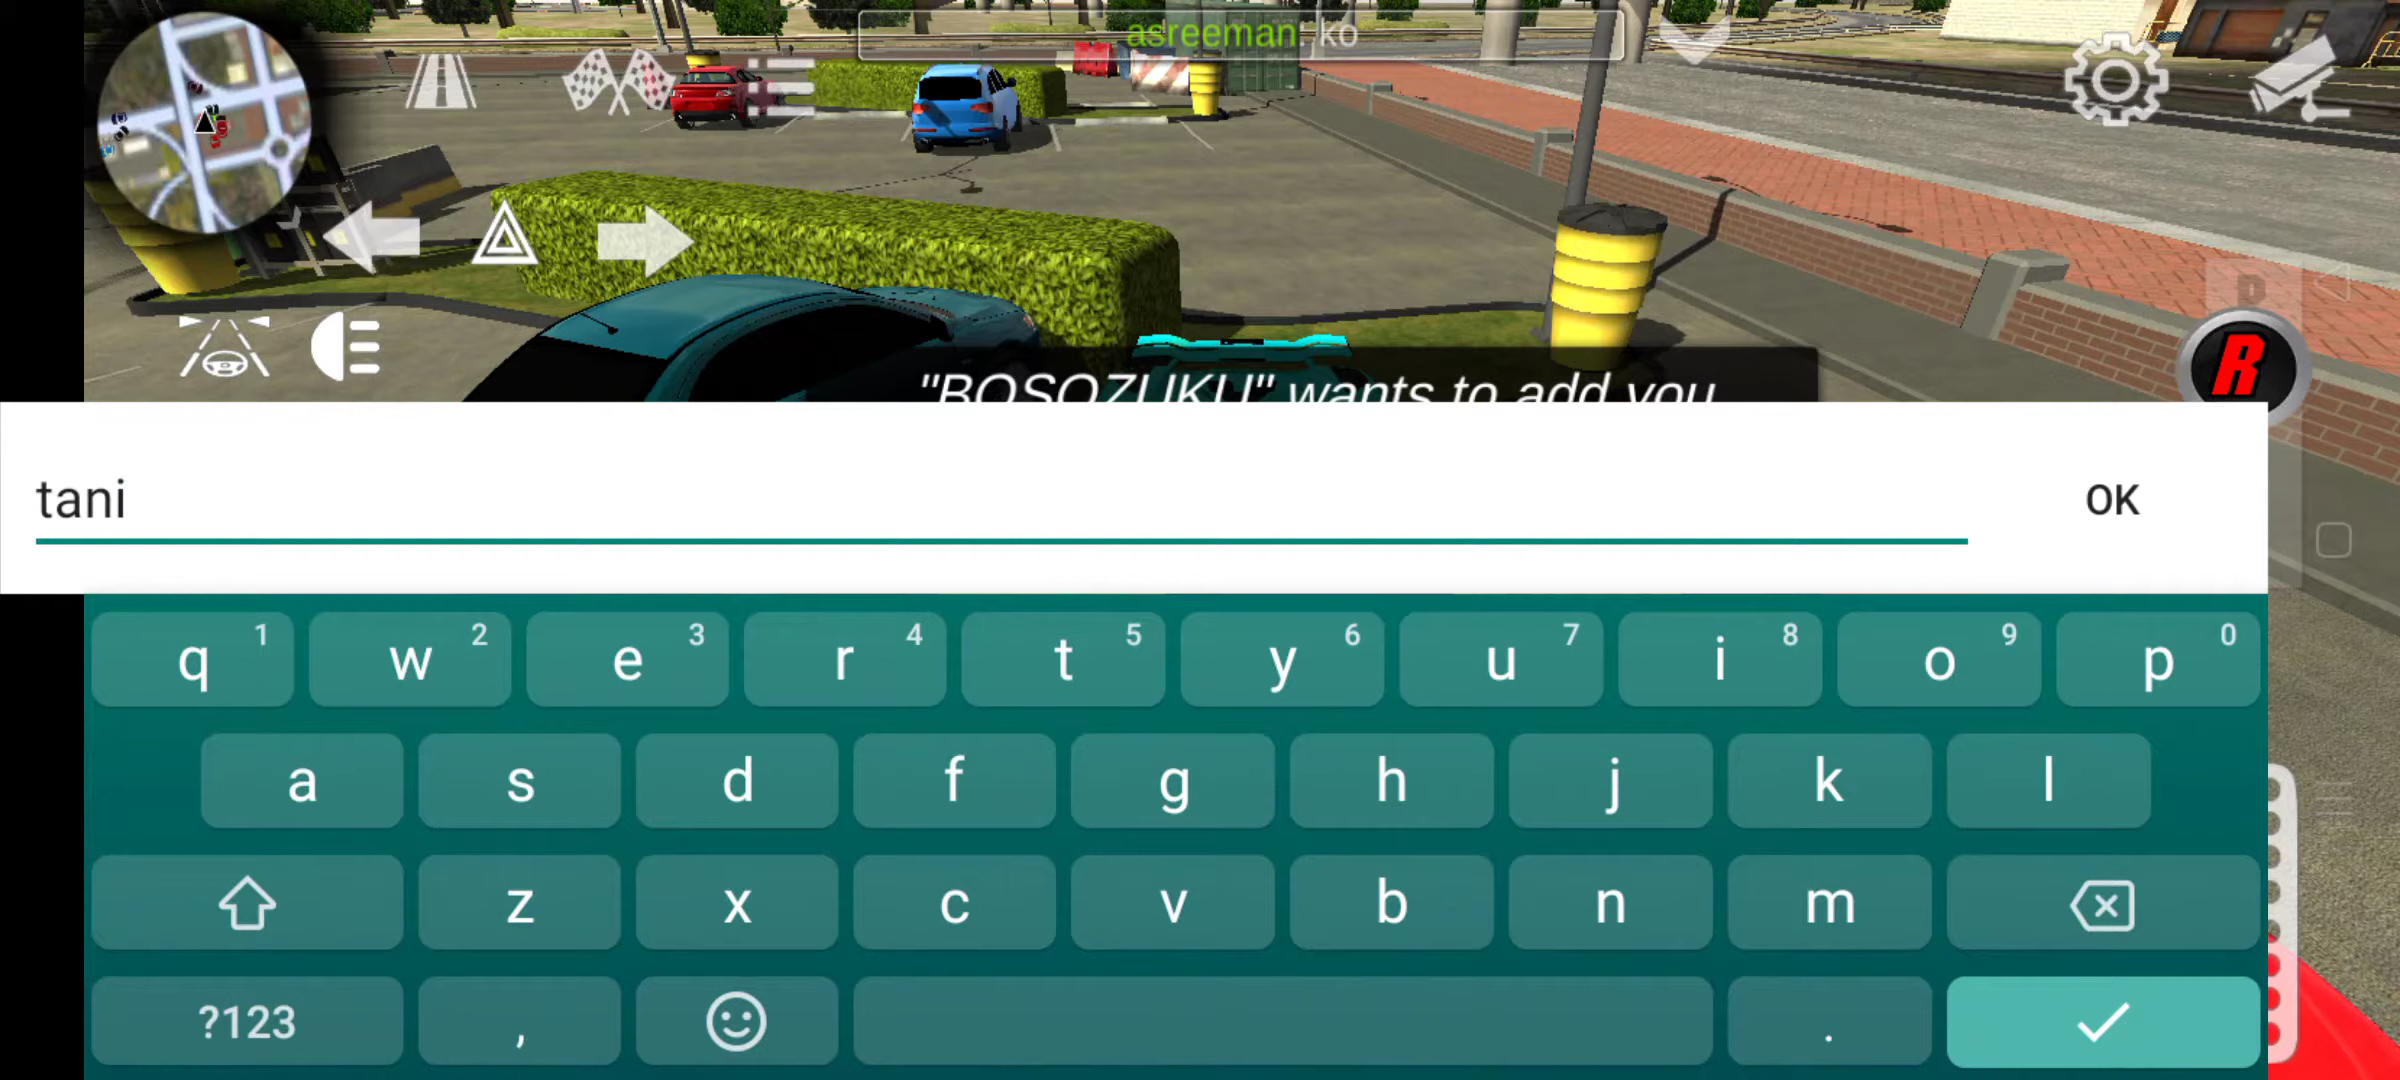 asreeman: ko
"BOSOZUKU" wants to add you
R
tani
OK
q 1 w 2 e 3 r 4 t 5 y 6 u 7 i 8 o 9 p 0
a s d f g h j k l
z x c v b n m
?123 , .